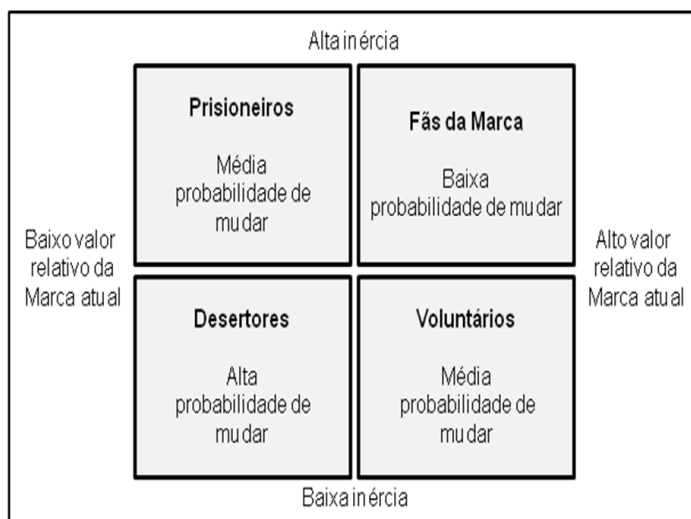 Alta inércia
Prisioneiros
Média
probabilidade de
mudar
Fãs da Marca
Baixa
probabilidade de mudar
Baixo valor
relativo da
Marca atual
Alto valor
relativo da
Marca atual
Desertores
Alta
probabilidade de
mudar
Voluntários
Média
probabilidade de
mudar
Baixa inércia